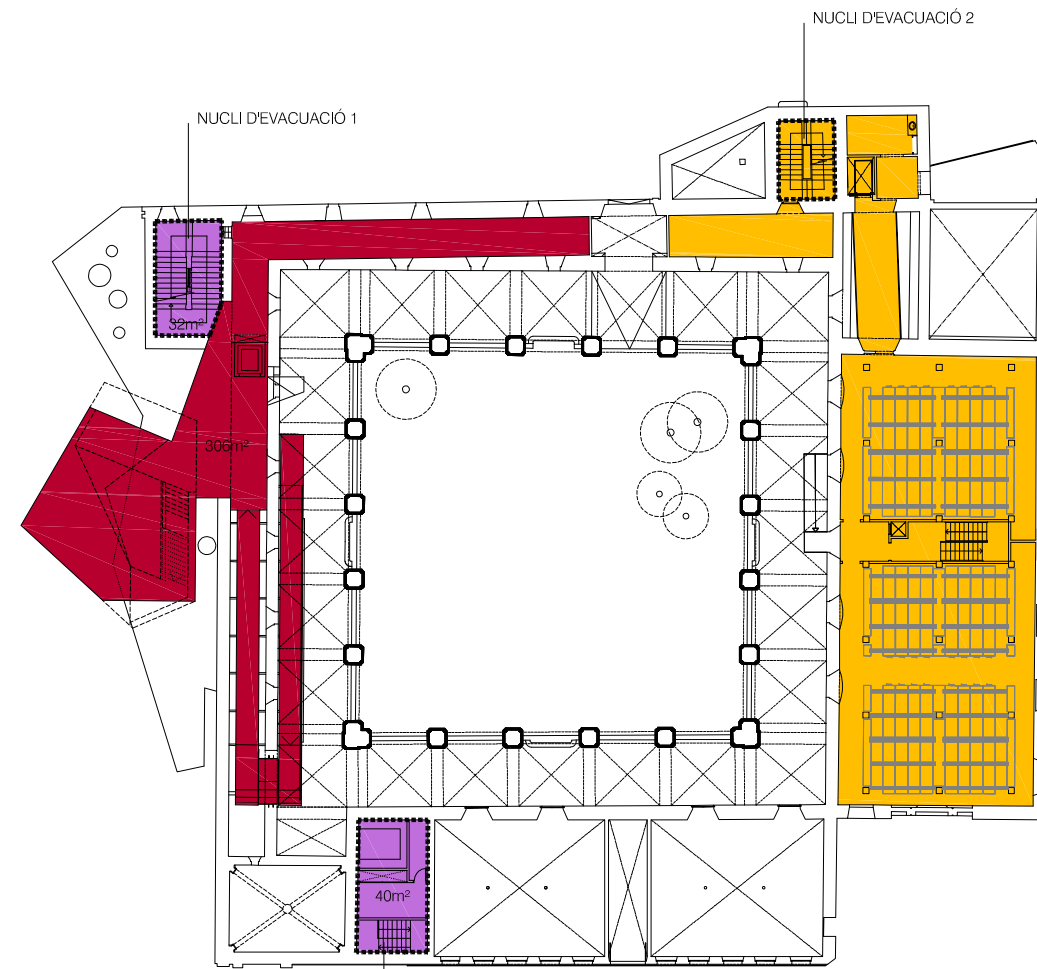 NUCLI D'EVACUACIÓ 2
NUCLI D'EVACUACIÓ 1
32m²
306m²
40m²